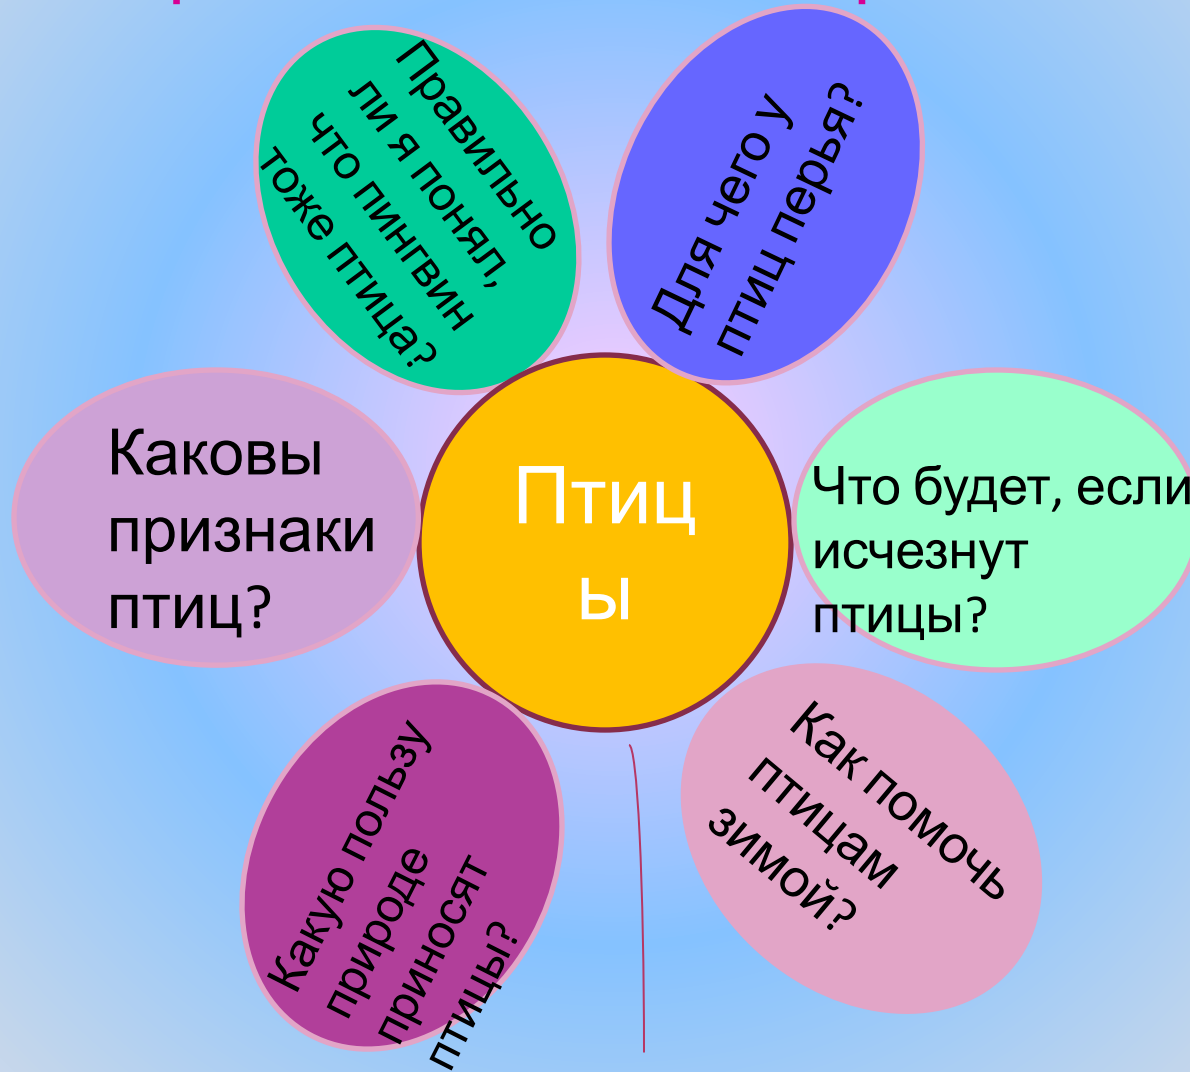 Правильно
ли я понял,
что пингвин
тоже птица?
Для чего у
птиц перья?
Каковы
признаки
птиц?
Птиц
ы
Что будет, если
исчезнут
птицы?
Какую пользу
природе
приносят
птицы?
Как помочь
птицам
зимой?